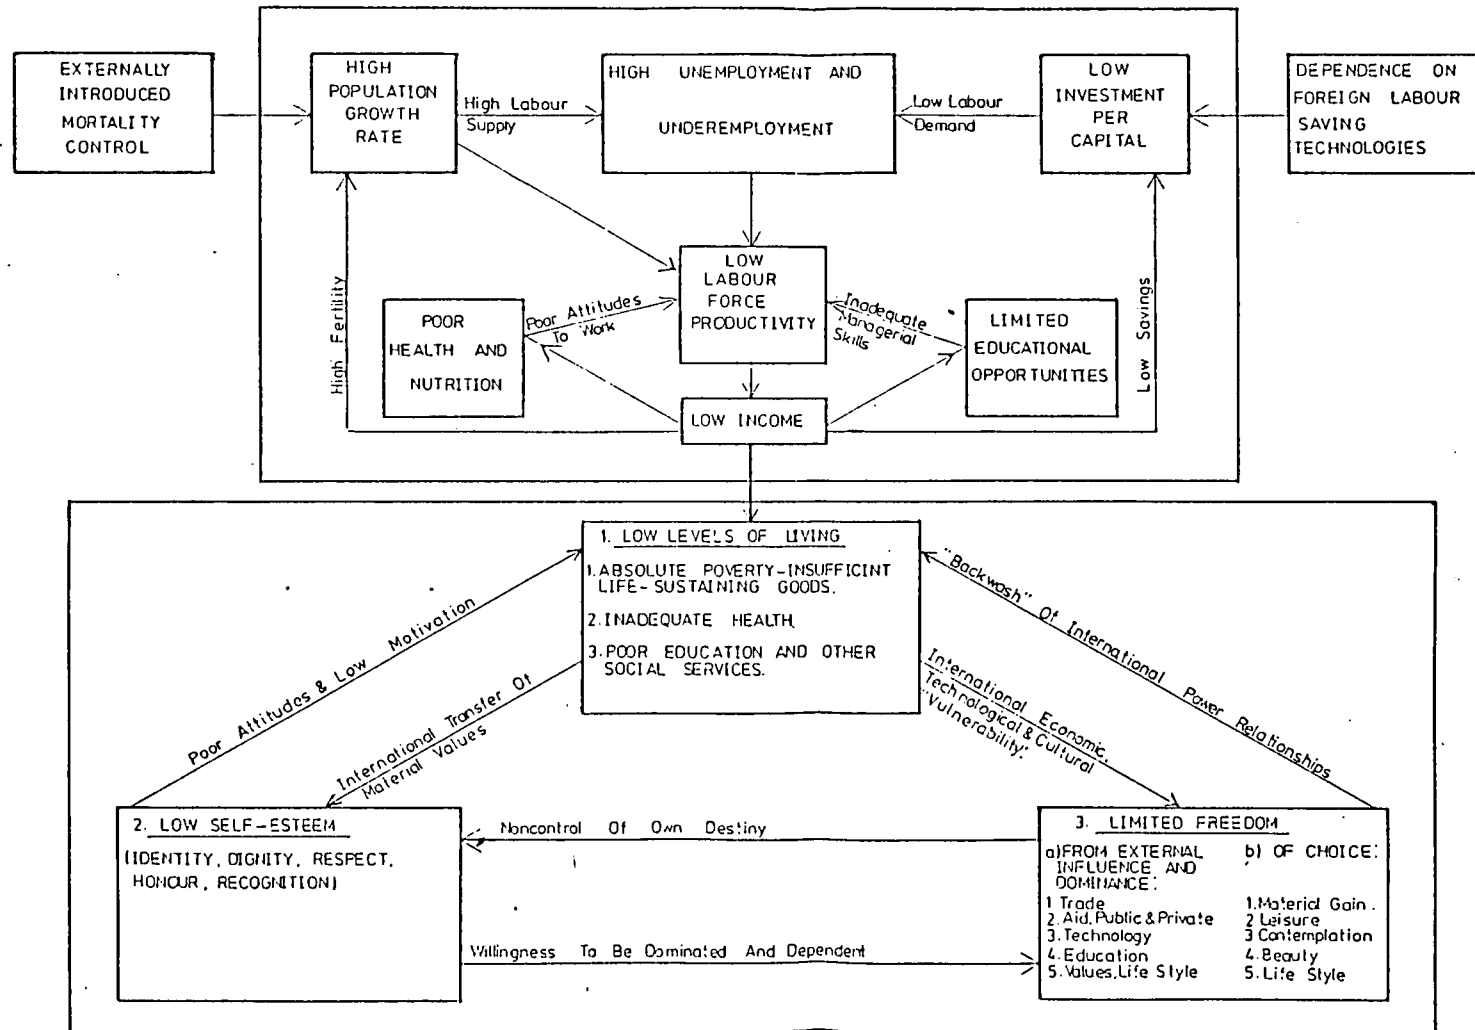 EXTERNALLY
INTRODUCED
MORTALITY
CONTROL
HIGH
POPULATION
GROWTH
RATE
High Labour
Supply
HIGH UNEMPLOYMENT AND
UNDEREMPLOYMENT
Low Labour
Demand
LOW
INVESTMENT
PER
CAPITAL
DEPENDENCE ON
FOREIGN LABOUR
SAVING
TECHNOLOGIES
High Fertility
POOR
HEALTH AND
NUTRITION
Poor Attitudes
To Work
LOW
LABOUR
FORCE
PRODUCTIVITY
Inadequate
Managerial
Skills
LIMITED
EDUCATIONAL
OPPORTUNITIES
Low Savings
LOW INCOME
1. LOW LEVELS OF LIVING
1. ABSOLUTE POVERTY-INSUFFICINT
LIFE-SUSTAINING GOODS.
2. INADEQUATE HEALTH.
3. POOR EDUCATION AND OTHER
SOCIAL SERVICES.
Poor Attitudes & Low Motivation
International Transfer Of
Material Values
International Economic,
Technological & Cultural
"Vulnerability".
"Backwash" Of International Power Relationships
2. LOW SELF-ESTEEM
(IDENTITY, DIGNITY, RESPECT,
HONOUR, RECOGNITION)
Noncontrol Of Own Destiny
Willingness To Be Dominated And Dependent
3. LIMITED FREEDOM
a) FROM EXTERNAL
INFLUENCE AND
DOMINANCE:
1 Trade
2. Aid, Public & Private
3. Technology
4. Education
5. Values, Life Style
b) OF CHOICE:
1. Material Gain.
2 Leisure
3 Contemplation
4. Beauty
5. Life Style